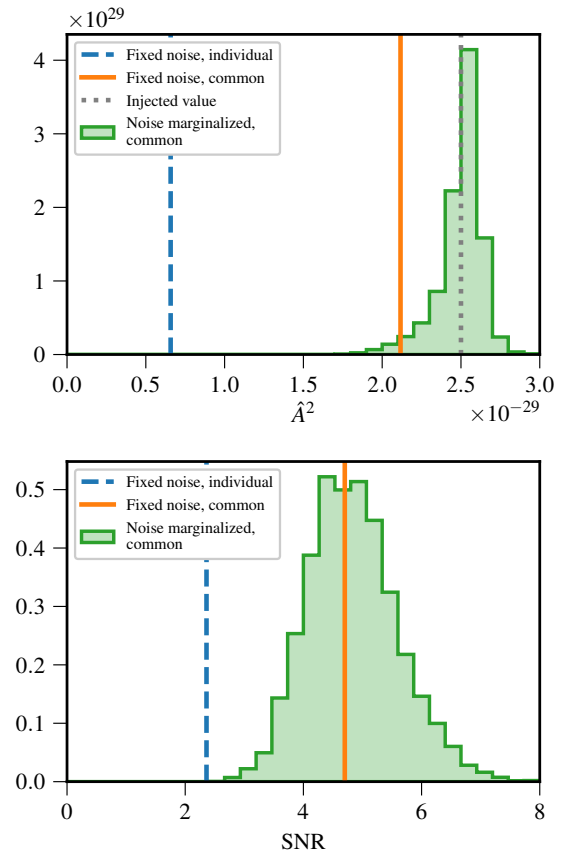 ×10^29
4
3
2
1
0
Fixed noise, individual
Fixed noise, common
Injected value
Noise marginalized,
common
0.0 0.5 1.0 1.5 2.0 2.5 3.0
Â² ×10^−29
0.5
0.4
0.3
0.2
0.1
0.0
Fixed noise, individual
Fixed noise, common
Noise marginalized,
common
0 2 4 6 8
SNR